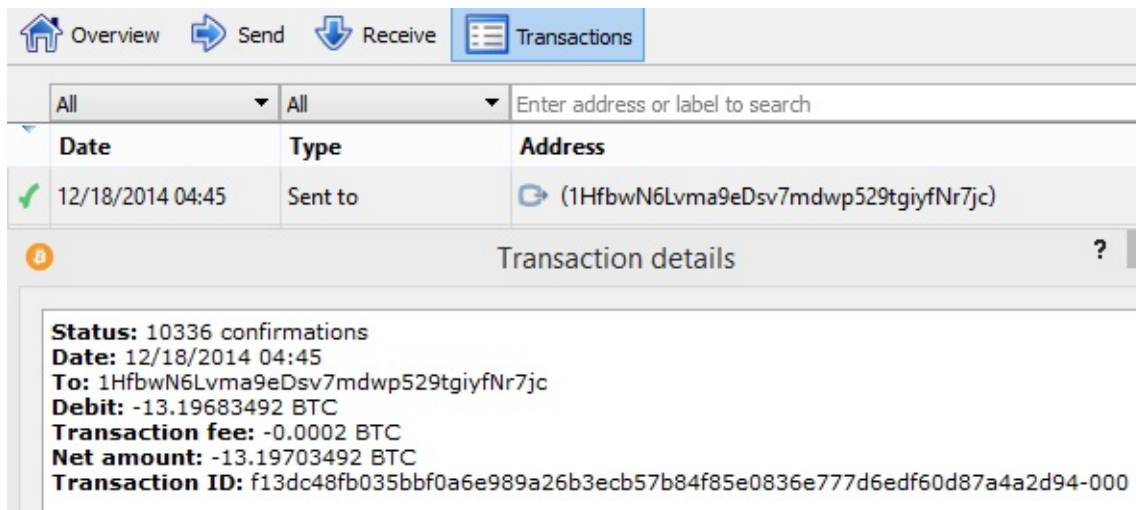 Overview Send Receive Transactions
All All Enter address or label to search
Date Type Address
12/18/2014 04:45 Sent to (1HfbwN6Lvma9eDsv7mdwp529tgiyfNr7jc)
Transaction details ?
Status: 10336 confirmations
Date: 12/18/2014 04:45
To: 1HfbwN6Lvma9eDsv7mdwp529tgiyfNr7jc
Debit: -13.19683492 BTC
Transaction fee: -0.0002 BTC
Net amount: -13.19703492 BTC
Transaction ID: f13dc48fb035bbf0a6e989a26b3ecb57b84f85e0836e777d6edf60d87a4a2d94-000